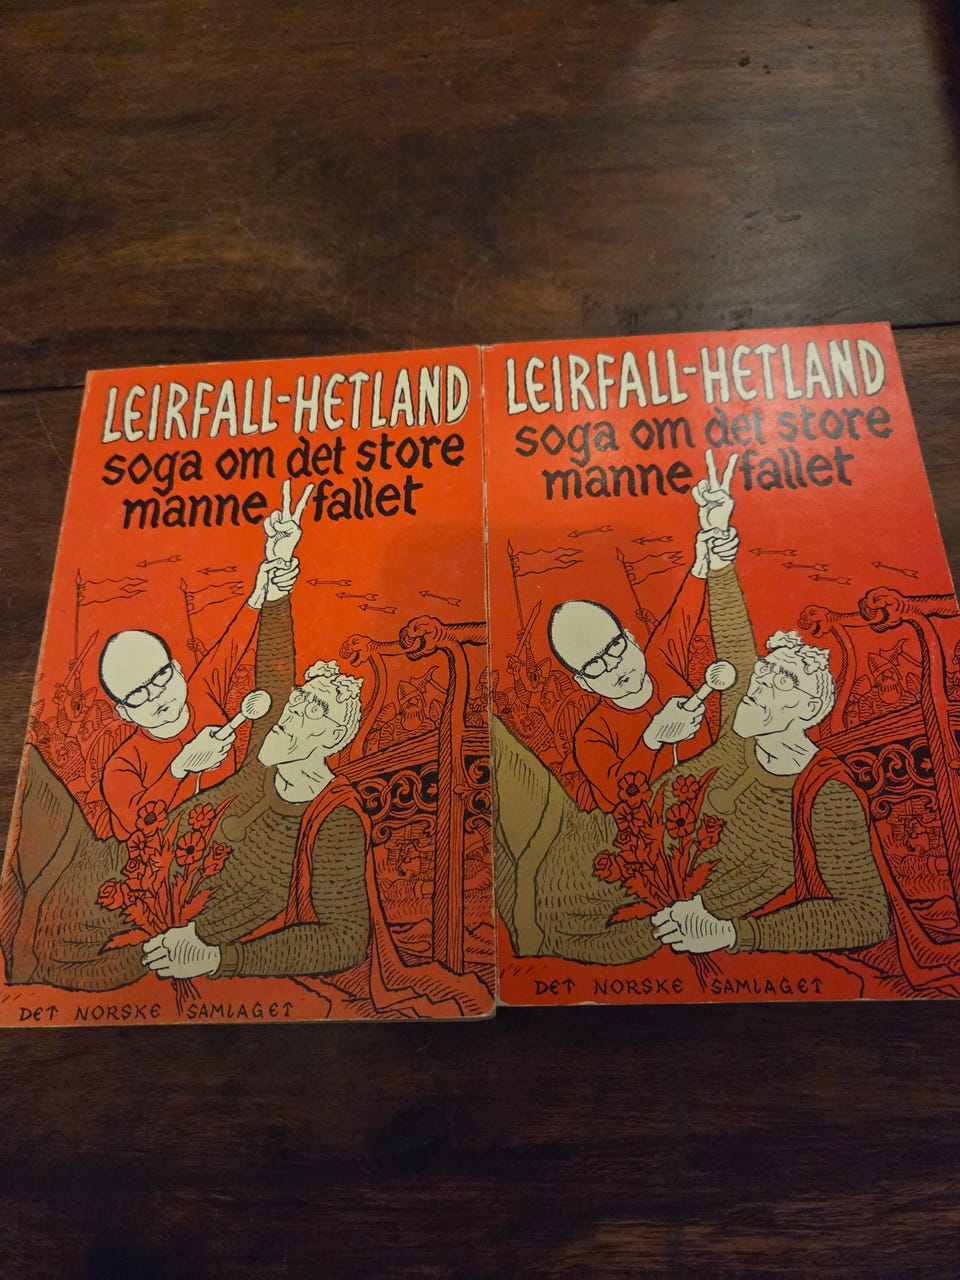 LEIRFALL-HETLAND
soga om det store
manne fallet
DET NORSKE SAMLAGET
LEIRFALL-HETLAND
soga om det store
manne fallet
DET NORSKE SAMLAGET